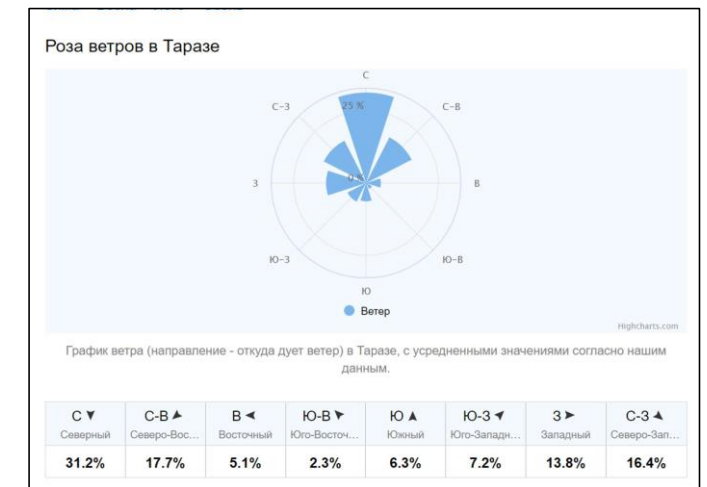 Роза ветров в Таразе
С
С-З
25 %
С-В
З
0 %
В
Ю-З
Ю-В
Ю
Ветер
Highcharts.com
График ветра (направление - откуда дует ветер) в Таразе, с усредненными значениями согласно нашим
данным.
С С-В В Ю-В Ю Ю-З З С-З
Северный Северо-Вос... Восточный Юго-Восточ... Южный Юго-Западн... Западный Северо-Зап...
31.2% 17.7% 5.1% 2.3% 6.3% 7.2% 13.8% 16.4%